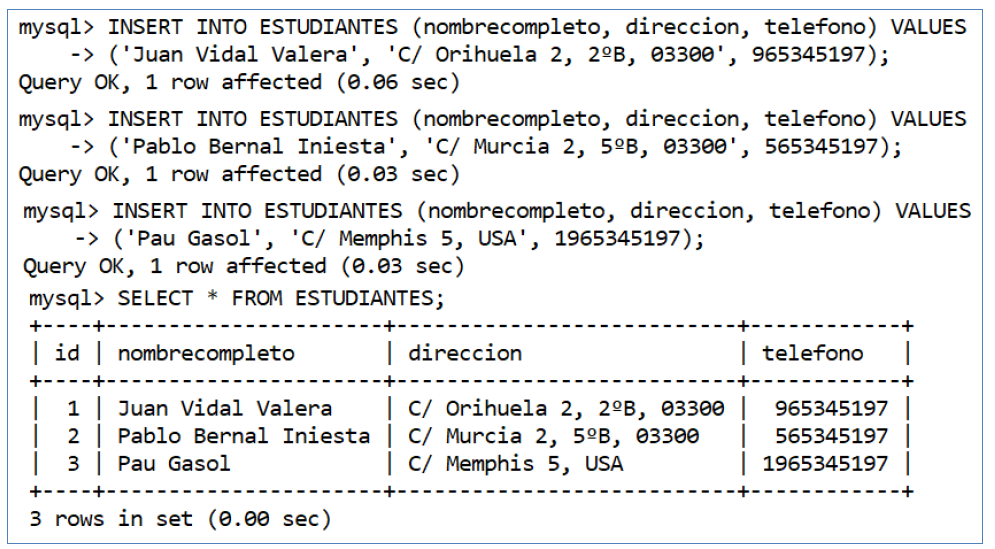 mysql> INSERT INTO ESTUDIANTES (nombrecompleto, direccion, telefono) VALUES
    -> ('Juan Vidal Valera', 'C/ Orihuela 2, 2ºB, 03300', 965345197);
Query OK, 1 row affected (0.06 sec)
mysql> INSERT INTO ESTUDIANTES (nombrecompleto, direccion, telefono) VALUES
    -> ('Pablo Bernal Iniesta', 'C/ Murcia 2, 5ºB, 03300', 565345197);
Query OK, 1 row affected (0.03 sec)
mysql> INSERT INTO ESTUDIANTES (nombrecompleto, direccion, telefono) VALUES
    -> ('Pau Gasol', 'C/ Memphis 5, USA', 1965345197);
Query OK, 1 row affected (0.03 sec)
mysql> SELECT * FROM ESTUDIANTES;
+----+----------------------+---------------------------+------------+
| id | nombrecompleto       | direccion                 | telefono   |
+----+----------------------+---------------------------+------------+
|  1 | Juan Vidal Valera    | C/ Orihuela 2, 2ºB, 03300 |  965345197 |
|  2 | Pablo Bernal Iniesta | C/ Murcia 2, 5ºB, 03300   |  565345197 |
|  3 | Pau Gasol            | C/ Memphis 5, USA         | 1965345197 |
+----+----------------------+---------------------------+------------+
3 rows in set (0.00 sec)